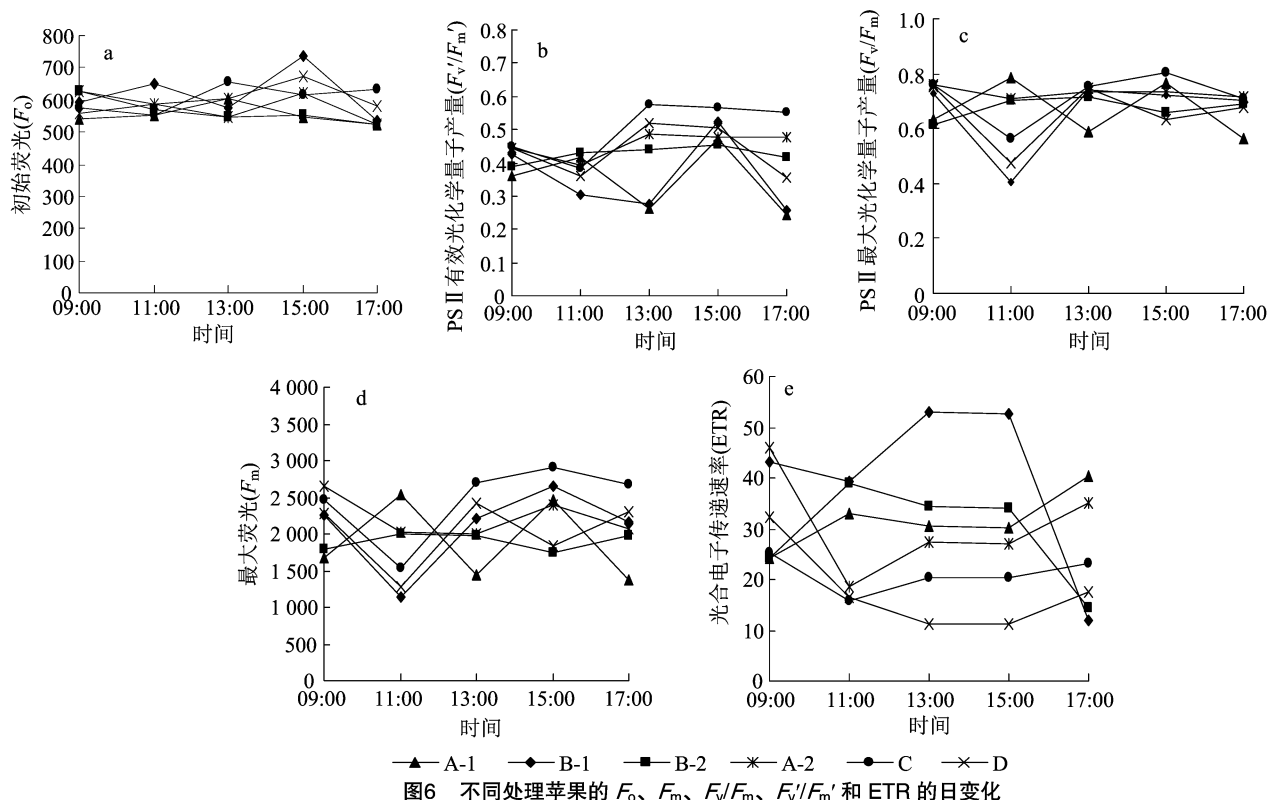 a
初始荧光(Fo)
800
700
600
500
400
300
200
100
0
09:00 11:00 13:00 15:00 17:00
时间
b
PSⅡ有效光化学量子产量(Fv′/Fm′)
0.8
0.7
0.6
0.5
0.4
0.3
0.2
0.1
0
09:00 11:00 13:00 15:00 17:00
时间
c
PSⅡ最大光化学量子产量(Fv/Fm)
1.0
0.8
0.6
0.4
0.2
0
09:00 11:00 13:00 15:00 17:00
时间
d
最大荧光(Fm)
4 000
3 500
3 000
2 500
2 000
1 500
1 000
500
0
09:00 11:00 13:00 15:00 17:00
时间
e
光合电子传递速率(ETR)
60
50
40
30
20
10
0
09:00 11:00 13:00 15:00 17:00
时间
A-1 B-1 B-2 A-2 C D
图6 不同处理苹果的 Fo、Fm、Fv/Fm、Fv′/Fm′ 和 ETR 的日变化